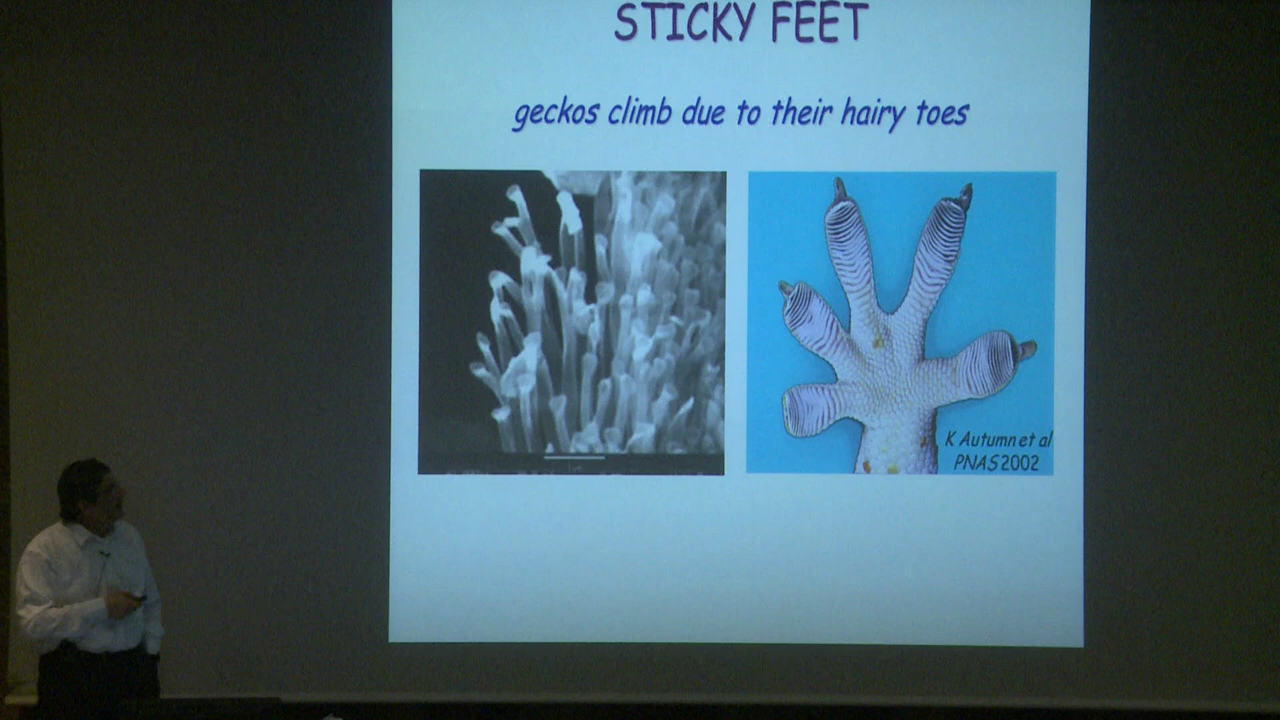 STICKY FEET
geckos climb due to their hairy toes
K Autumn et al
PNAS 2002